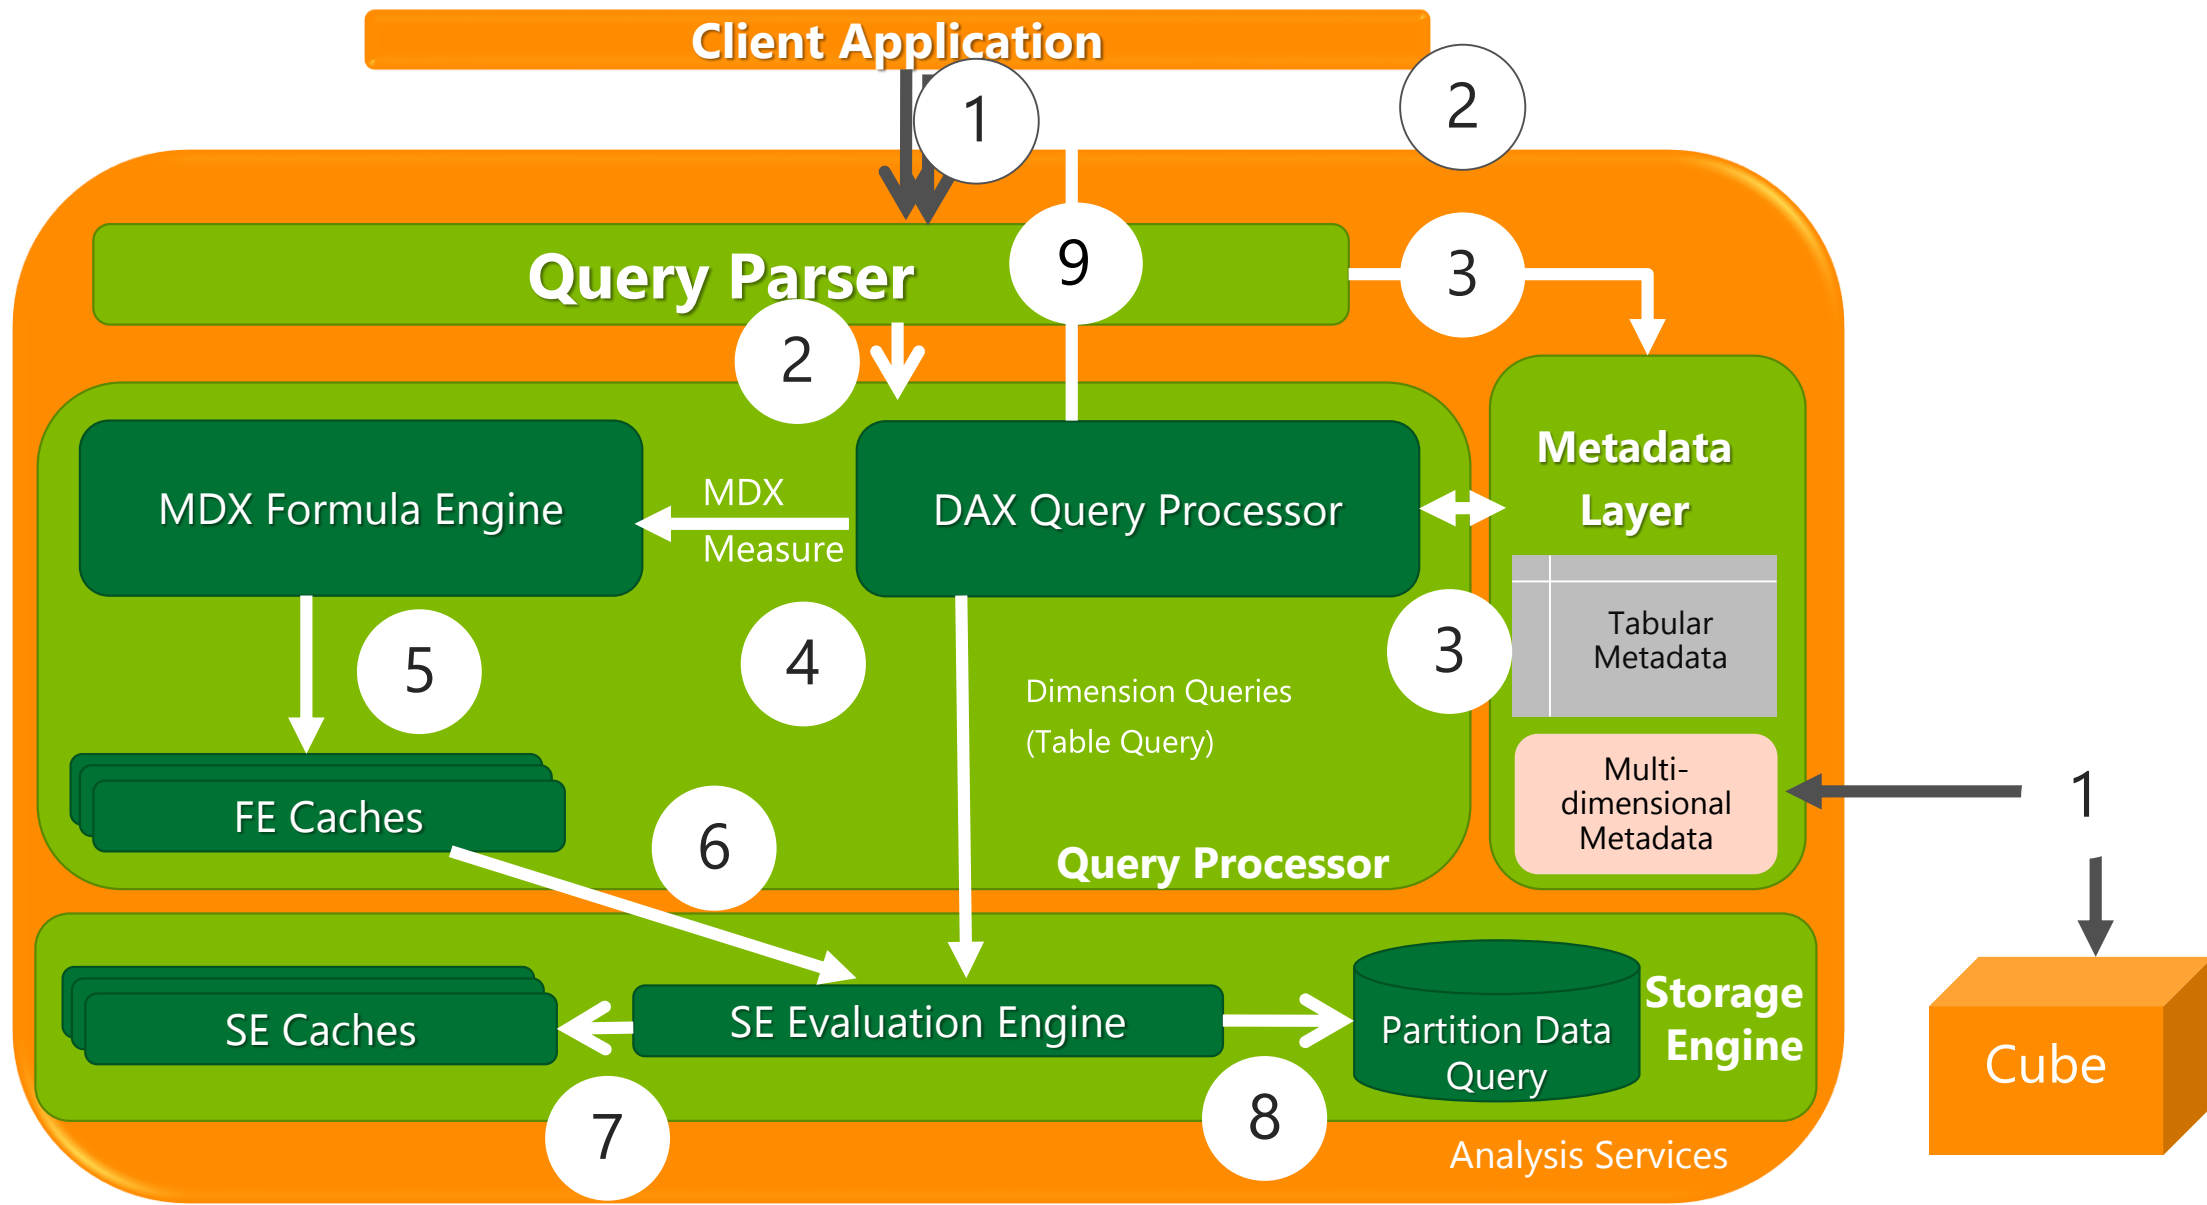 Client Application
1
2
Query Parser
9
3
2
MDX Formula Engine
MDX
Measure
DAX Query Processor
Metadata
Layer
Tabular
Metadata
3
4
5
Dimension Queries
(Table Query)
Multi-
dimensional
Metadata
1
FE Caches
6
Query Processor
SE Caches
SE Evaluation Engine
Partition Data
Query
Storage
Engine
Cube
7
8
Analysis Services